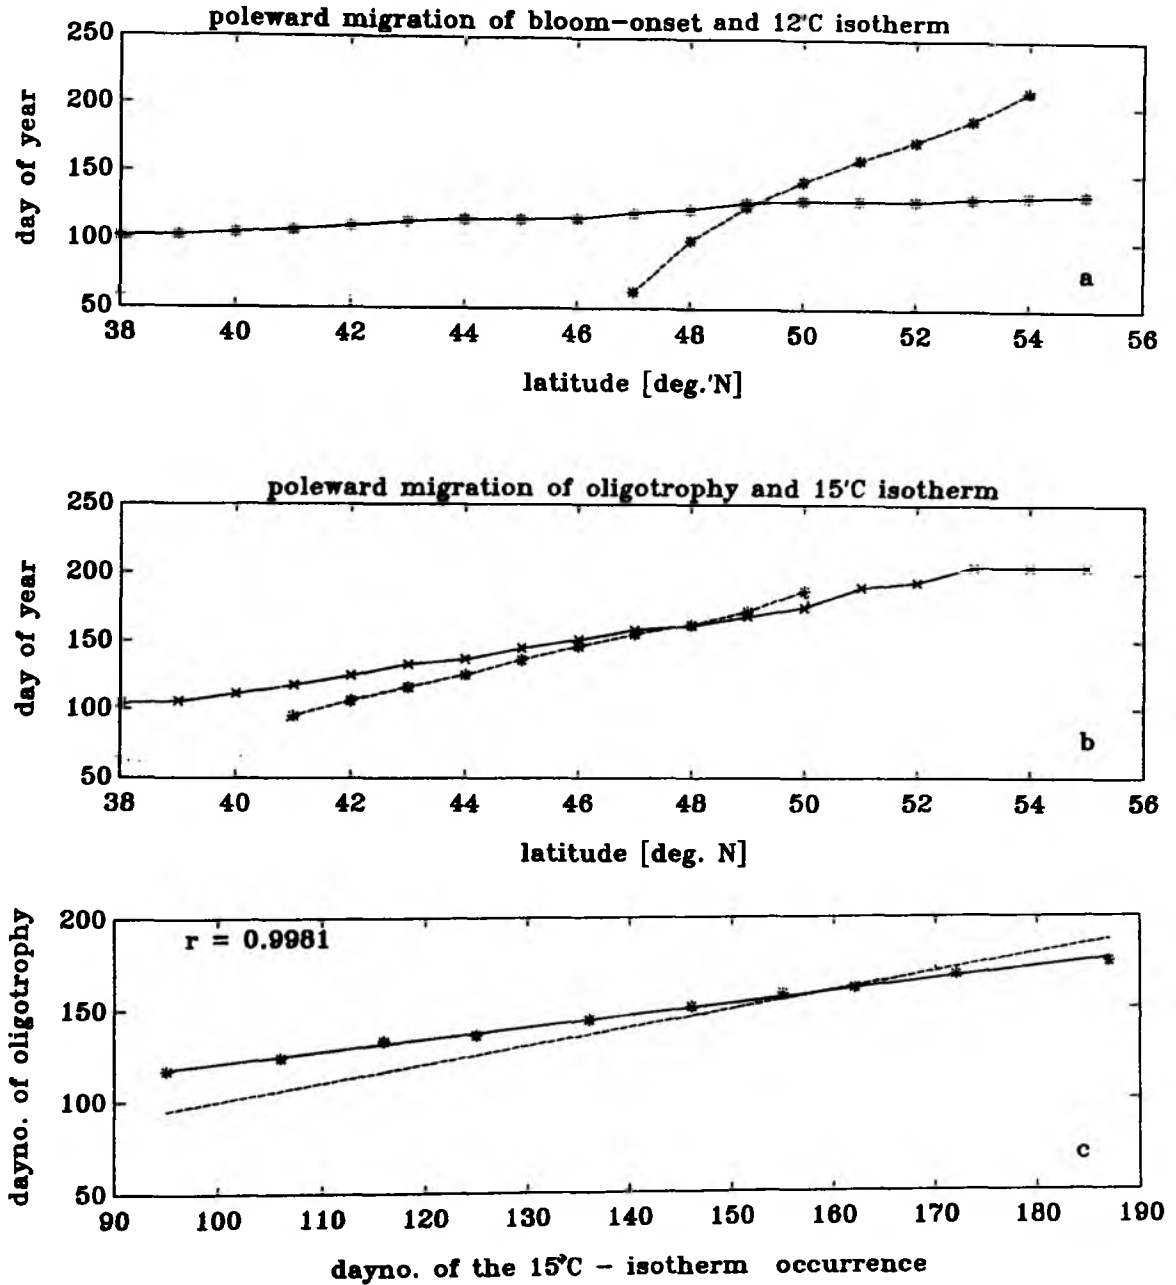 poleward migration of bloom-onset and 12'C isotherm
250
200
150
100
50
day of year
a
38 40 42 44 46 48 50 52 54 56
latitude [deg.'N]
poleward migration of oligotrophy and 15'C isotherm
250
200
150
100
50
day of year
b
38 40 42 44 46 48 50 52 54 56
latitude [deg. N]
200
150
100
50
dayno. of oligotrophy
r = 0.9981
c
90 100 110 120 130 140 150 160 170 180 190
dayno. of the 15'C - isotherm occurrence